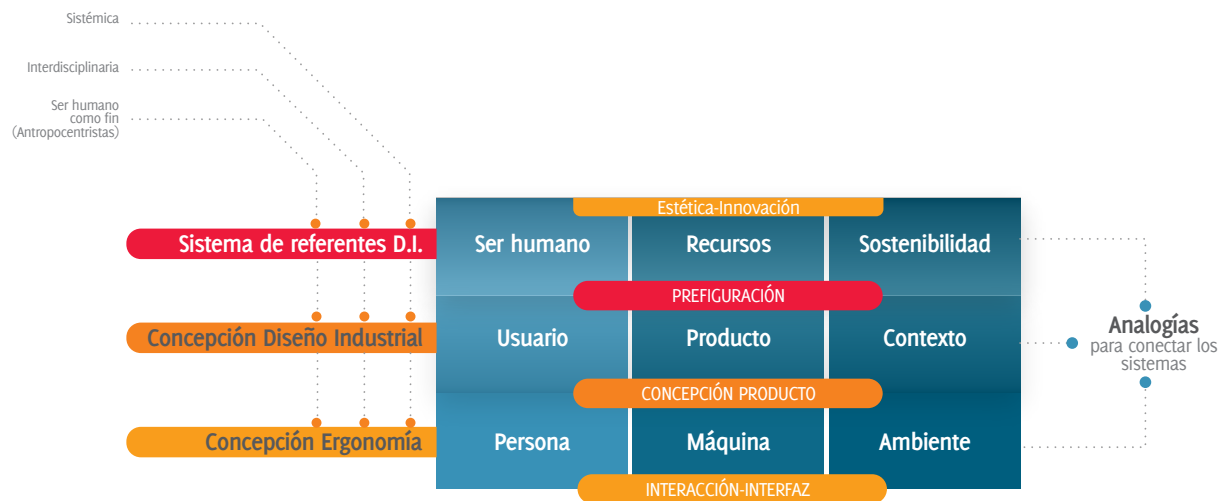 Sistémica
Interdisciplinaria
Ser humano
como fin
(Antropocentristas)
Estética-Innovación
Sistema de referentes D.I.
Ser humano
Recursos
Sostenibilidad
PREFIGURACIÓN
Concepción Diseño Industrial
Usuario
Producto
Contexto
Analogías
para conectar los
sistemas
CONCEPCIÓN PRODUCTO
Concepción Ergonomía
Persona
Máquina
Ambiente
INTERACCIÓN-INTERFAZ